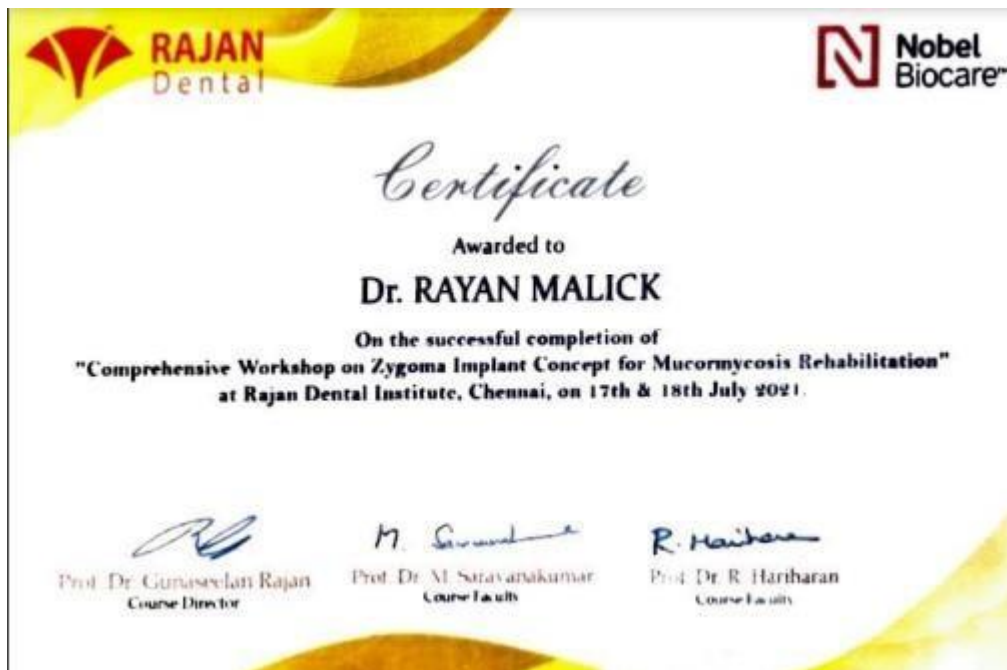 RAJAN
Dental
Nobel
Biocare™
Certificate
Awarded to
Dr. RAYAN MALICK
On the successful completion of
"Comprehensive Workshop on Zygoma Implant Concept for Mucormycosis Rehabilitation"
at Rajan Dental Institute, Chennai, on 17th & 18th July 2021.
M. 
R. Hariharan
Prof. Dr. Gunaseelan Rajan
Prof. Dr. M. Saravanakumar
Prof. Dr. R. Hariharan
Course Director
Course Faculty
Course Faculty